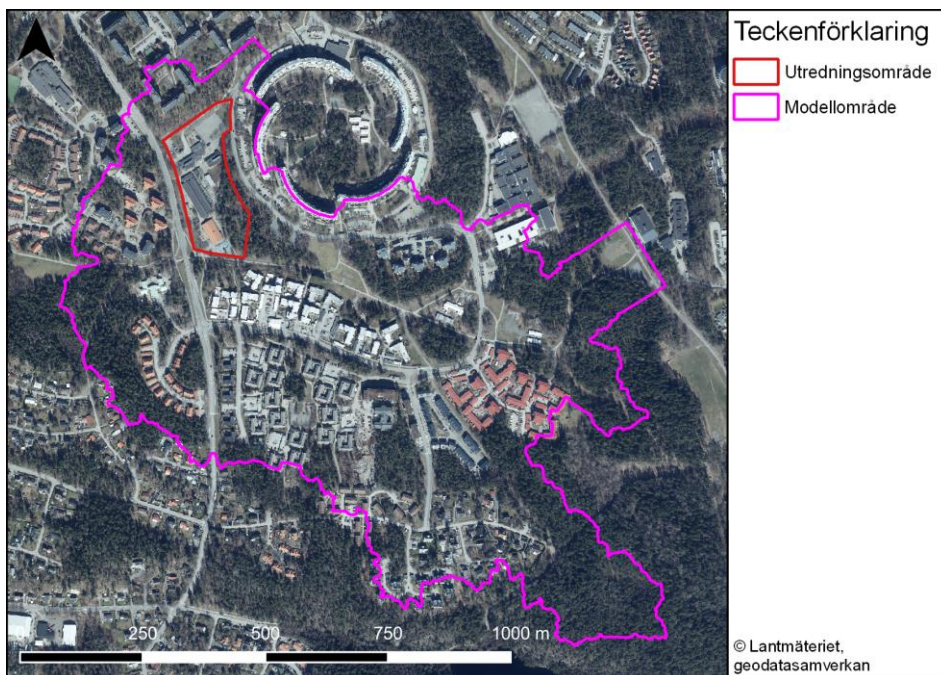 Teckenförklaring
Utredningsområde
Modellområde
250 500 750 1000 m
© Lantmäteriet,
geodatasamverkan